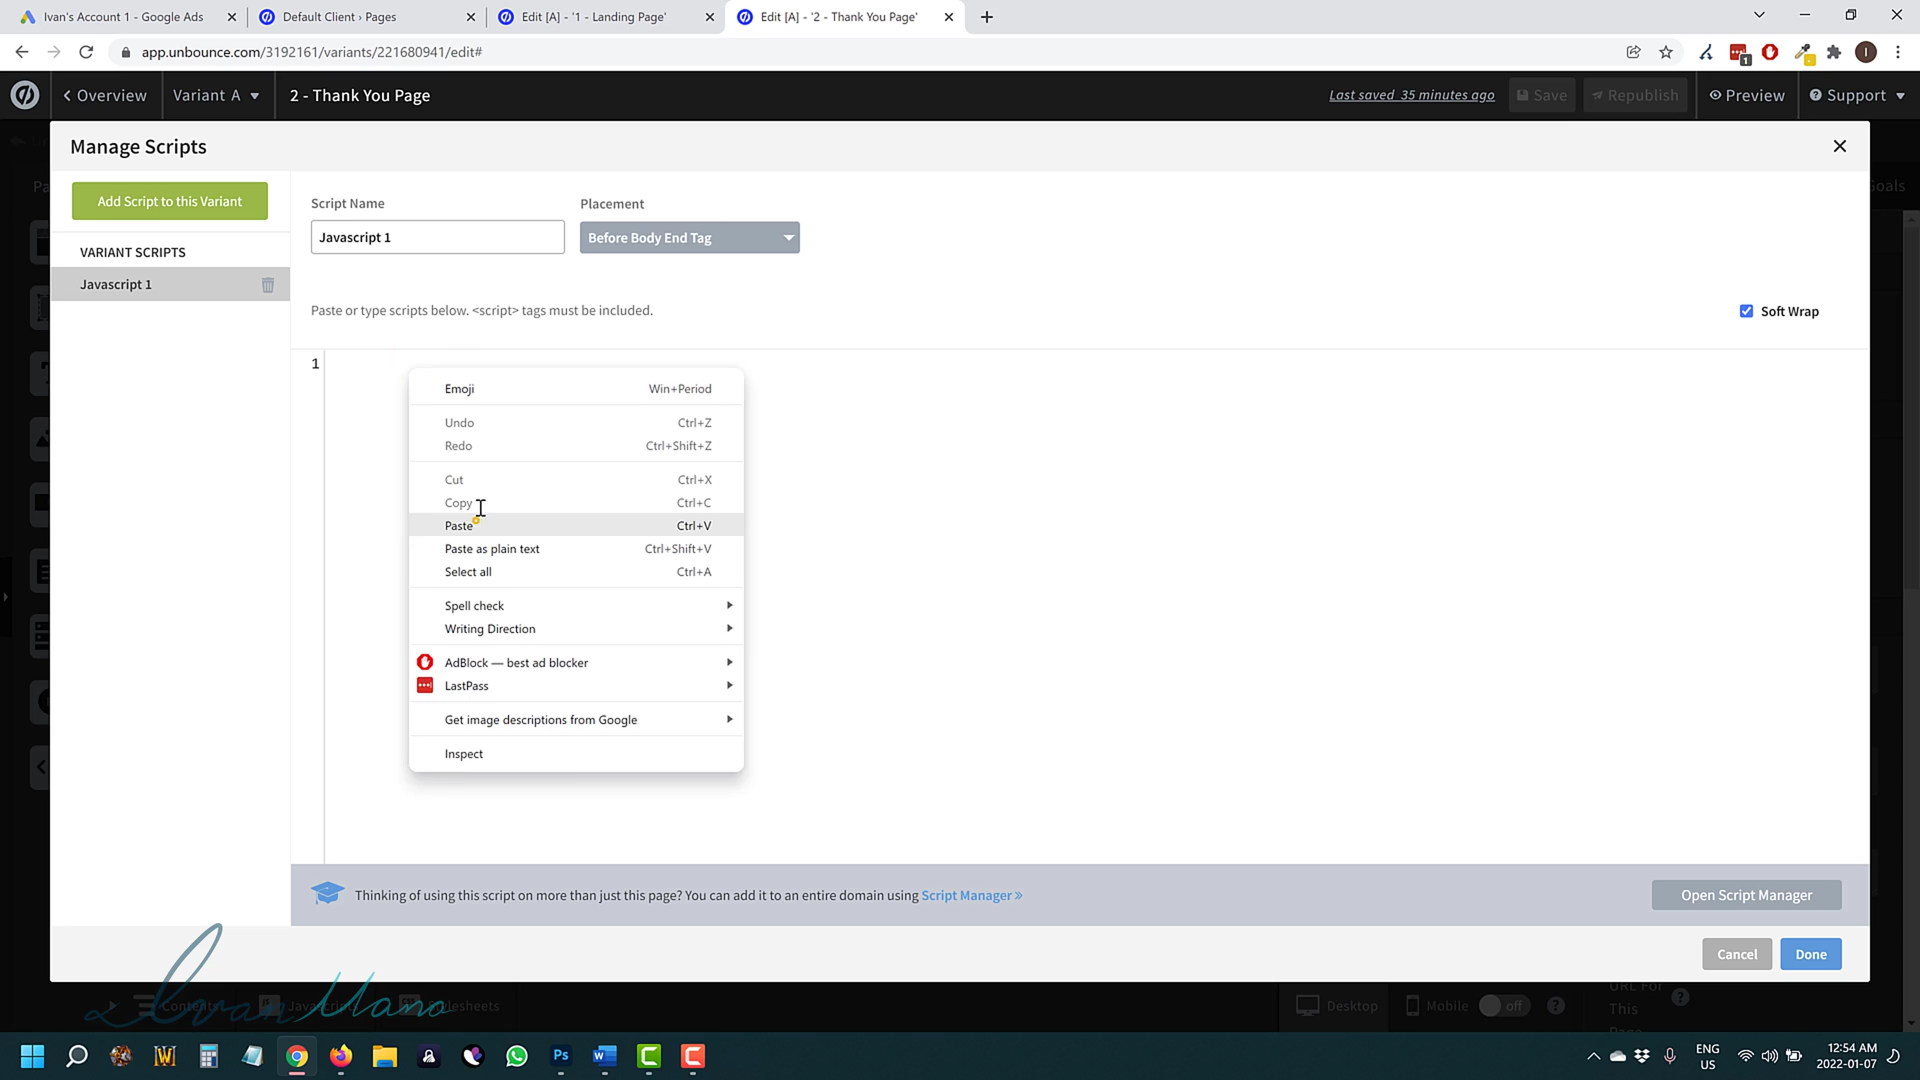 Ivan's Account 1 - Google Ads
Default Client › Pages
Edit [A] - '1 - Landing Page'
Edit [A] - '2 - Thank You Page'
app.unbounce.com/3192161/variants/221680941/edit#
1
Overview
Variant A
2 - Thank You Page
Last saved 35 minutes ago
Save
Republish
Preview
Support
Manage Scripts
Add Script to this Variant
VARIANT SCRIPTS
Javascript 1
Script Name
Placement
Javascript 1
Before Body End Tag
Paste or type scripts below. <script> tags must be included.
Soft Wrap
1
Emoji Win+Period
Undo Ctrl+Z
Redo Ctrl+Shift+Z
Cut Ctrl+X
Copy Ctrl+C
Paste Ctrl+V
Paste as plain text Ctrl+Shift+V
Select all Ctrl+A
Spell check
Writing Direction
AdBlock — best ad blocker
LastPass
Get image descriptions from Google
Inspect
Thinking of using this script on more than just this page? You can add it to an entire domain using Script Manager »
Open Script Manager
Cancel
Done
Desktop
Mobile
off
URL For
This
ENG
US
12:54 AM
2022-01-07